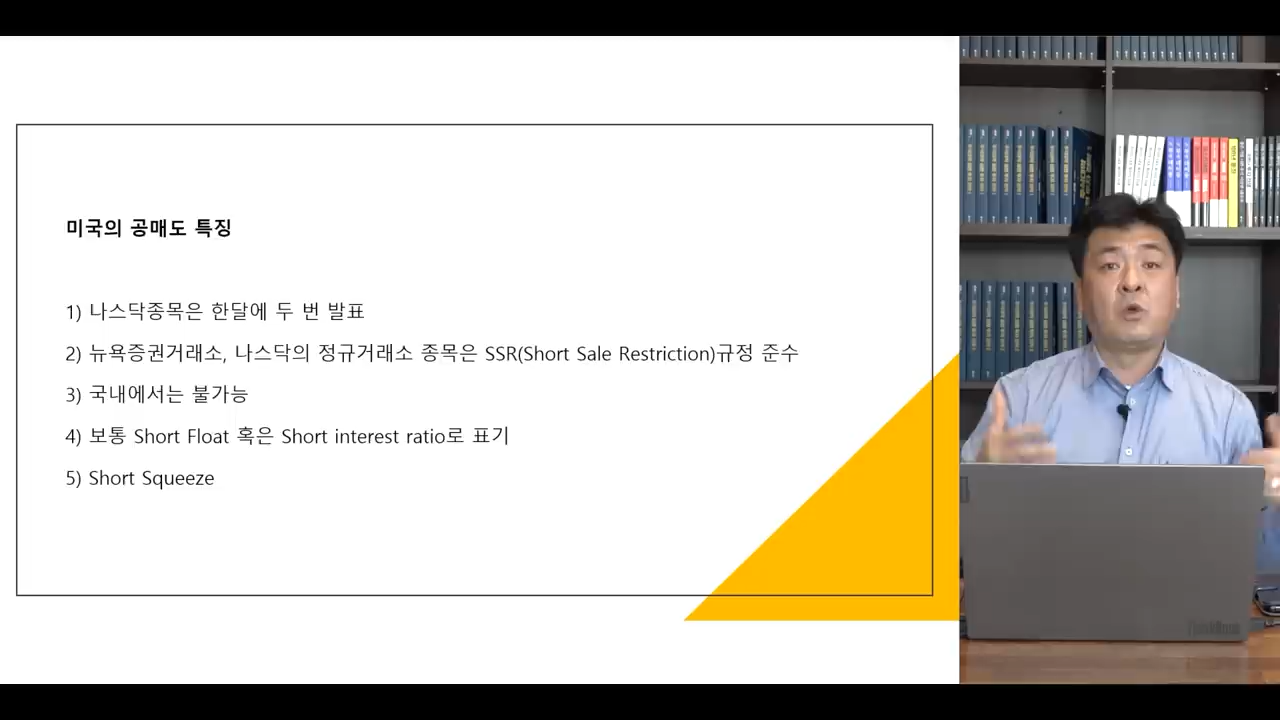 미국의 공매도 특징
1) 나스닥종목은 한달에 두 번 발표
2) 뉴욕증권거래소, 나스닥의 정규거래소 종목은 SSR(Short Sale Restriction)규정 준수
3) 국내에서는 불가능
4) 보통 Short Float 혹은 Short interest ratio로 표기
5) Short Squeeze
ThinkBook